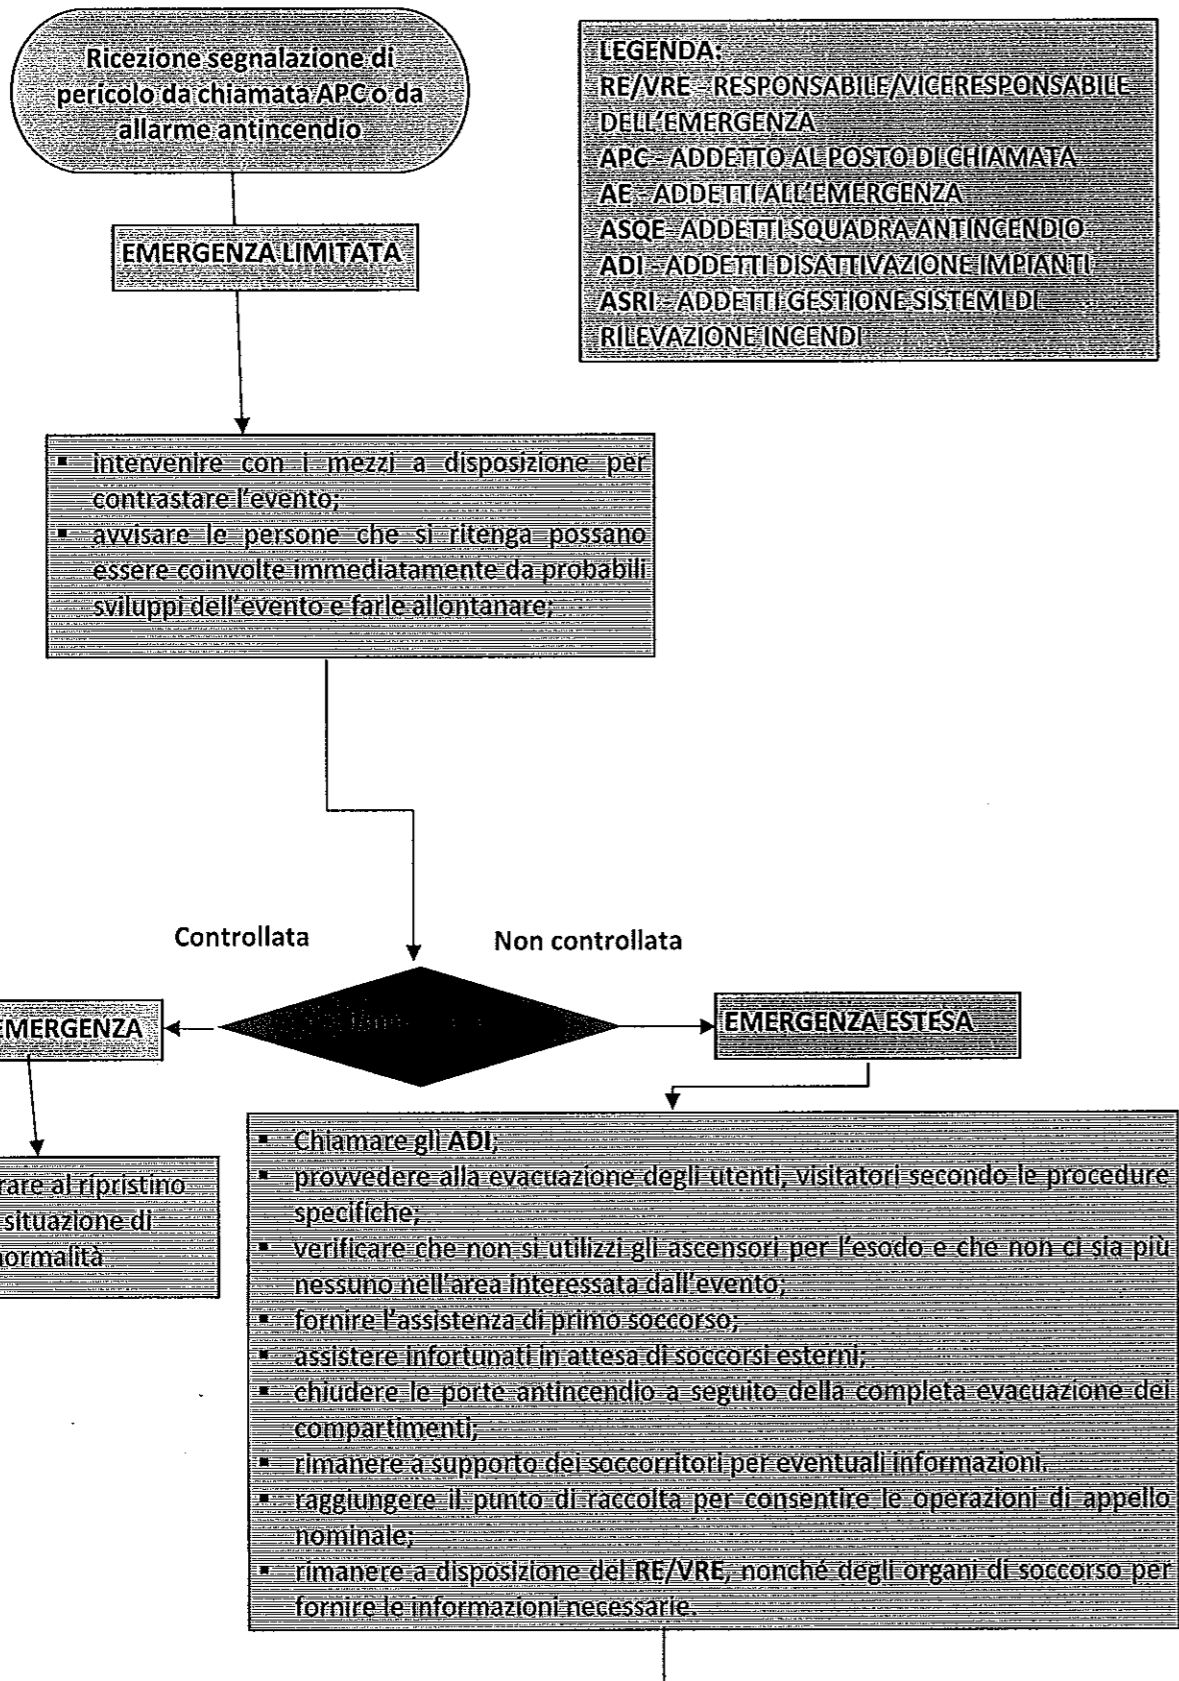 Ricezione segnalazione di
pericolo da chiamata APC o da
allarme antincendio
LEGENDA:
RE/VRE - RESPONSABILE/VICERESPONSABILE
DELL'EMERGENZA
APC - ADDETTO AL POSTO DI CHIAMATA
AE - ADDETTI ALL'EMERGENZA
ASQE- ADDETTI SQUADRA ANTINCENDIO
ADI - ADDETTI DISATTIVAZIONE IMPIANTI
ASRI - ADDETTI GESTIONE SISTEMI DI
RILEVAZIONE INCENDI
EMERGENZA LIMITATA
▪ intervenire con i mezzi a disposizione per
contrastare l'evento;
▪ avvisare le persone che si ritenga possano
essere coinvolte immediatamente da probabili
sviluppi dell'evento e farle allontanare;
Controllata
Non controllata
EMERGENZA
EMERGENZA ESTESA
rare al ripristino
situazione di
normalità
▪ Chiamare gli ADI;
▪ provvedere alla evacuazione degli utenti, visitatori secondo le procedure
specifiche;
▪ verificare che non si utilizzi gli ascensori per l'esodo e che non ci sia più
nessuno nell'area interessata dall'evento;
▪ fornire l'assistenza di primo soccorso;
▪ assistere infortunati in attesa di soccorsi esterni;
▪ chiudere le porte antincendio a seguito della completa evacuazione dei
compartimenti;
▪ rimanere a supporto dei soccorritori per eventuali informazioni.
▪ raggiungere il punto di raccolta per consentire le operazioni di appello
nominale;
▪ rimanere a disposizione del RE/VRE, nonché degli organi di soccorso per
fornire le informazioni necessarie.